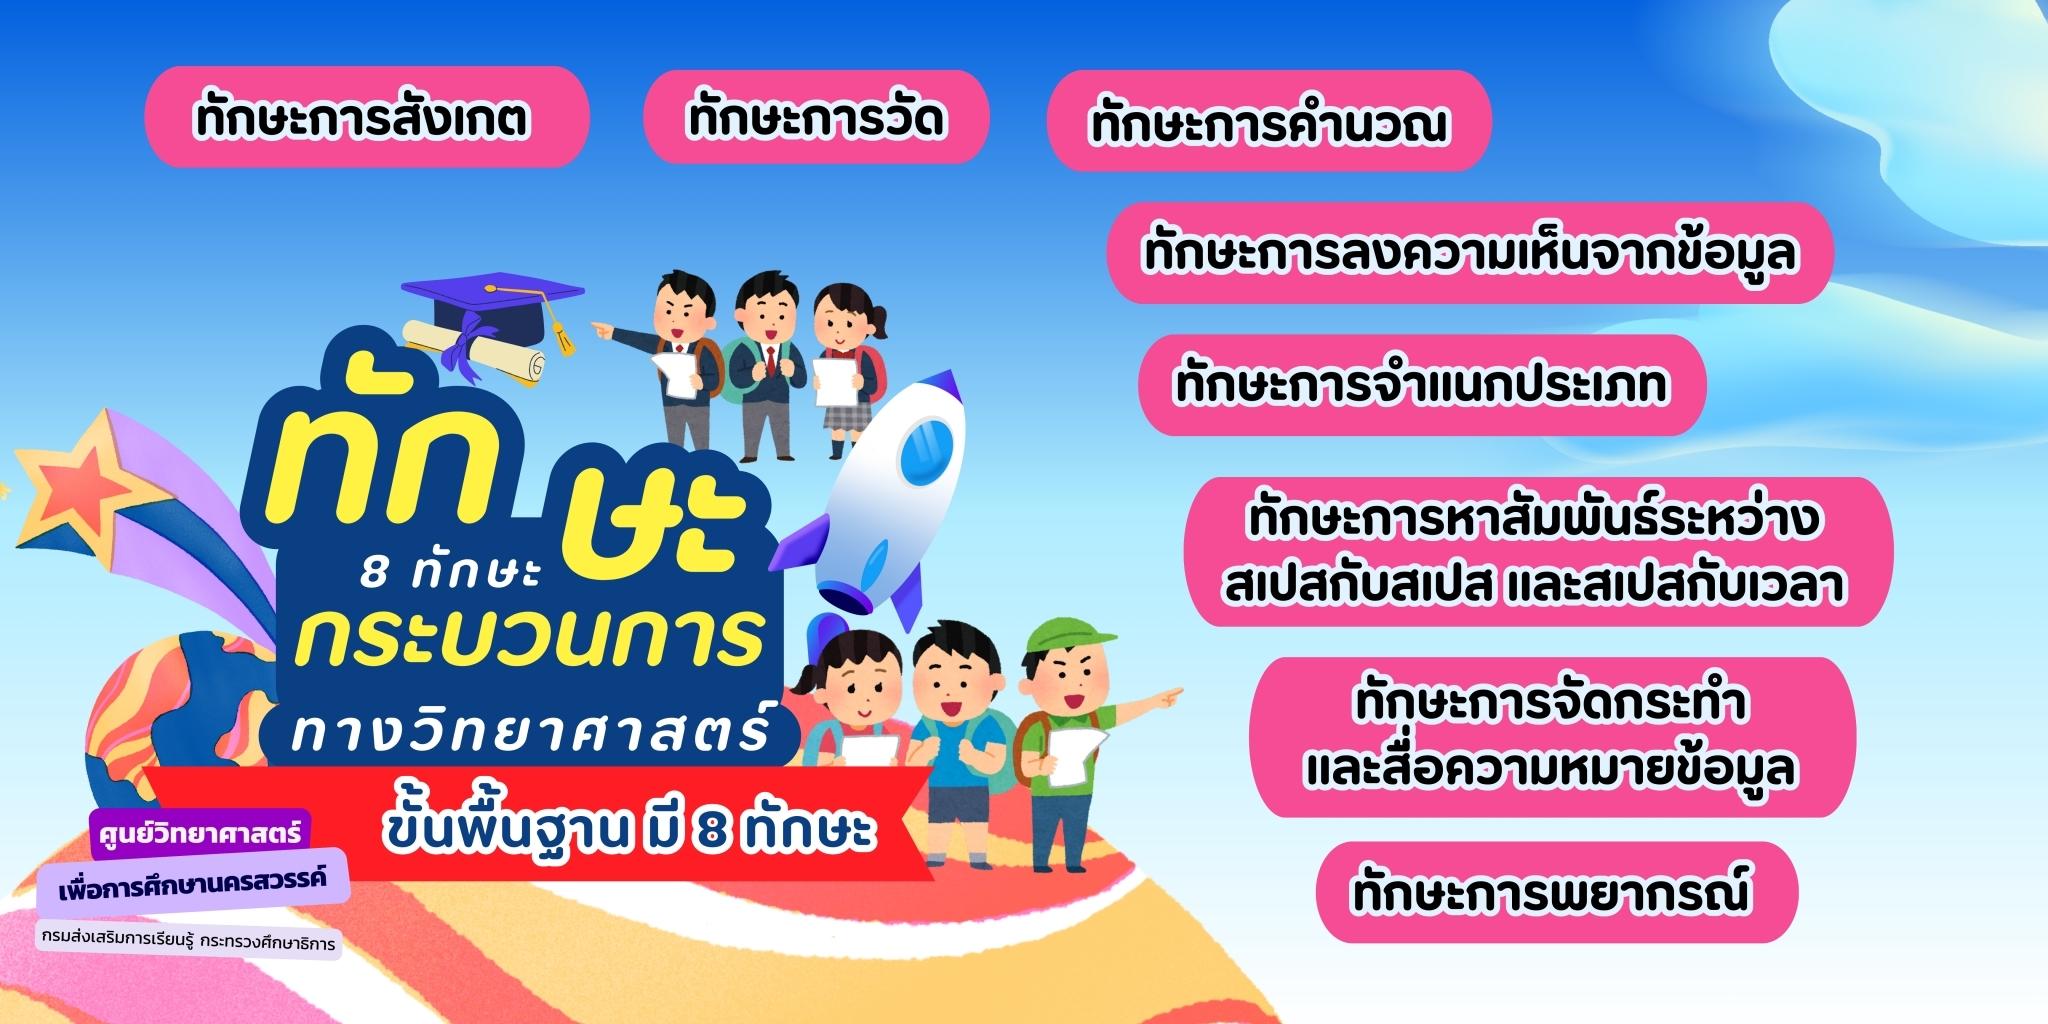 ทักษะการสังเกต
ทักษะการวัด
ทักษะการคำนวณ
ทักษะการลงความเห็นจากข้อมูล
ทักษะการจำแนกประเภท
ทักษะการหาสัมพันธ์ระหว่าง
สเปสกับสเปส และสเปสกับเวลา
ทักษะการจัดกระทำ
และสื่อความหมายข้อมูล
ทักษะการพยากรณ์
ทักษะ
8 ทักษะ
กระบวนการ
ทางวิทยาศาสตร์
ขั้นพื้นฐาน มี 8 ทักษะ
ศูนย์วิทยาศาสตร์
เพื่อการศึกษานครสวรรค์
กรมส่งเสริมการเรียนรู้ กระทรวงศึกษาธิการ